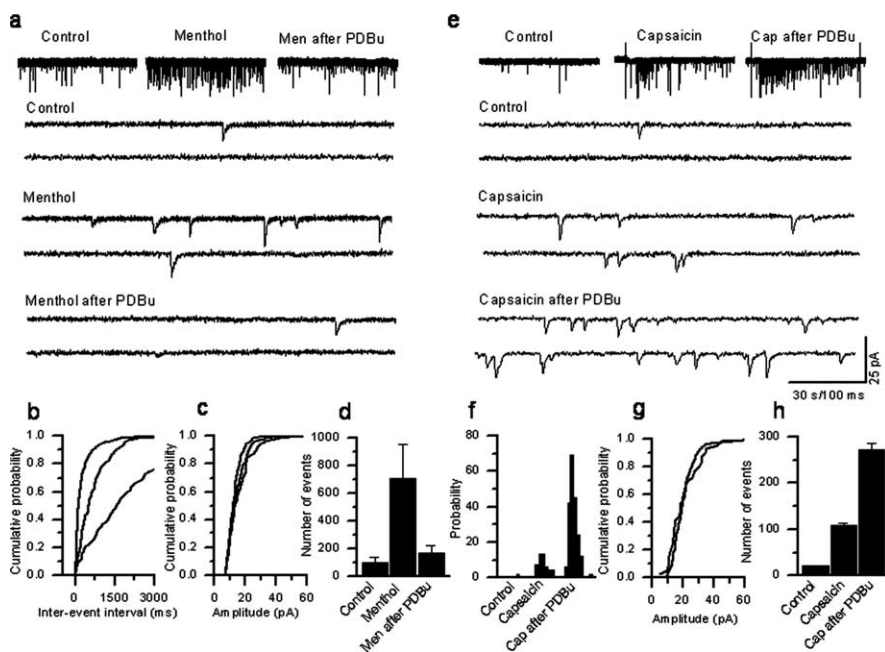 a
Control
Menthol
Men after PDBu
Control
Menthol
Menthol after PDBu
e
Control
Capsaicin
Cap after PDBu
Control
Capsaicin
Capsaicin after PDBu
25 pA
30 s/100 ms
b
Cumulative probability
1.0
0.8
0.6
0.4
0.2
0.0
0
1500
3000
Inter-event interval (ms)
c
Cumulative probability
1.0
0.8
0.6
0.4
0.2
0.0
0
20
40
60
Amplitude (pA)
d
Number of events
1000
800
600
400
200
0
Control
Menthol
Men after PDBu
f
Probability
80
60
40
20
0
Control
Capsaicin
Cap after PDBu
g
Cumulative probability
1.0
0.8
0.6
0.4
0.2
0.0
0
20
40
60
Amplitude (pA)
h
Number of events
300
200
100
0
Control
Capsaicin
Cap after PDBu